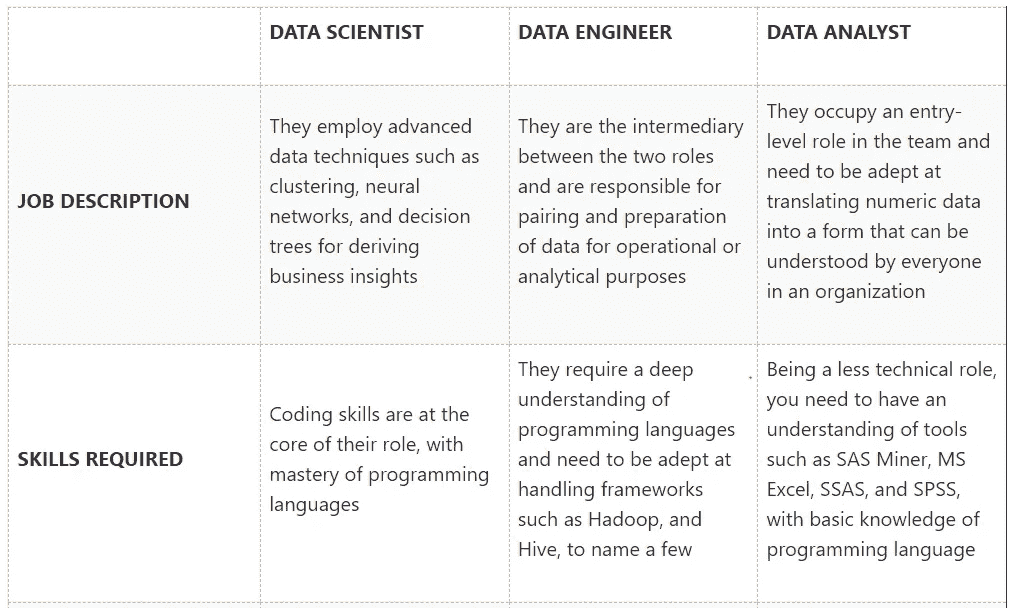 DATA SCIENTIST
DATA ENGINEER
DATA ANALYST
JOB DESCRIPTION
They employ advanced
data techniques such as
clustering, neural
networks, and decision
trees for deriving
business insights
They are the intermediary
between the two roles
and are responsible for
pairing and preparation
of data for operational or
analytical purposes
They occupy an entry-
level role in the team and
need to be adept at
translating numeric data
into a form that can be
understood by everyone
in an organization
SKILLS REQUIRED
Coding skills are at the
core of their role, with
mastery of programming
languages
They require a deep
understanding of
programming languages
and need to be adept at
handling frameworks
such as Hadoop, and
Hive, to name a few
Being a less technical role,
you need to have an
understanding of tools
such as SAS Miner, MS
Excel, SSAS, and SPSS,
with basic knowledge of
programming language